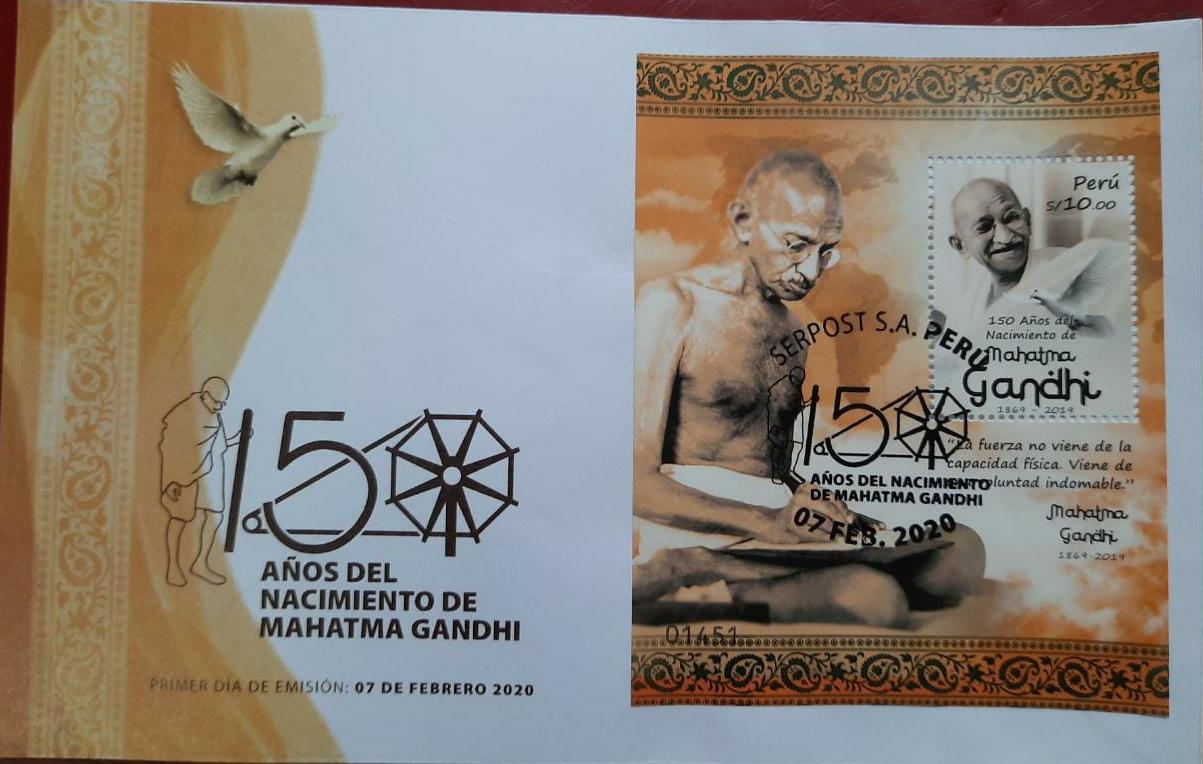 150
AÑOS DEL
NACIMIENTO DE
MAHATMA GANDHI
PRIMER DÍA DE EMISIÓN: 07 DE FEBRERO 2020
Perú
S/10.00
150 Años del
Nacimiento de
Mahatma
Gandhi
1869 - 2019
"La fuerza no viene de la
capacidad física. Viene de
voluntad indomable."
Mahatma
Gandhi
1869-2019
SERPOST S.A. PERU
150
AÑOS DEL NACIMIENTO
DE MAHATMA GANDHI
07 FEB. 2020
01451